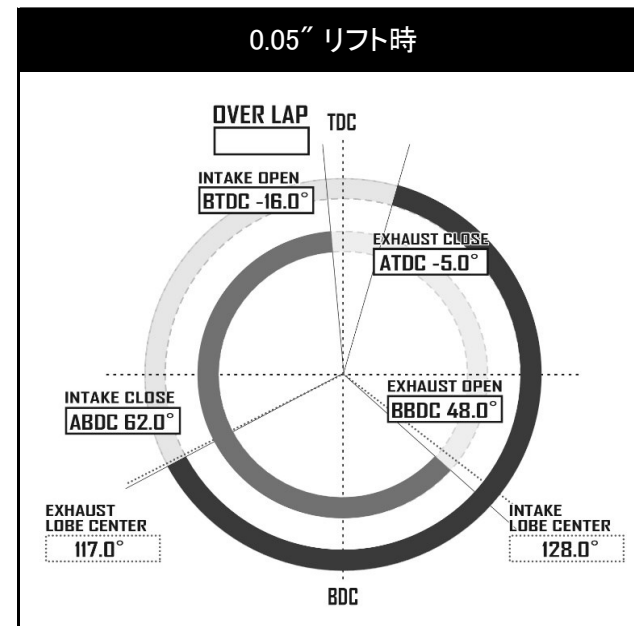 0.05″ リフト時
OVER LAP
TDC
INTAKE OPEN
BTDC -16.0°
EXHAUST CLOSE
ATDC -5.0°
INTAKE CLOSE
ABDC 62.0°
EXHAUST OPEN
BBDC 48.0°
EXHAUST
LOBE CENTER
117.0°
INTAKE
LOBE CENTER
128.0°
BDC